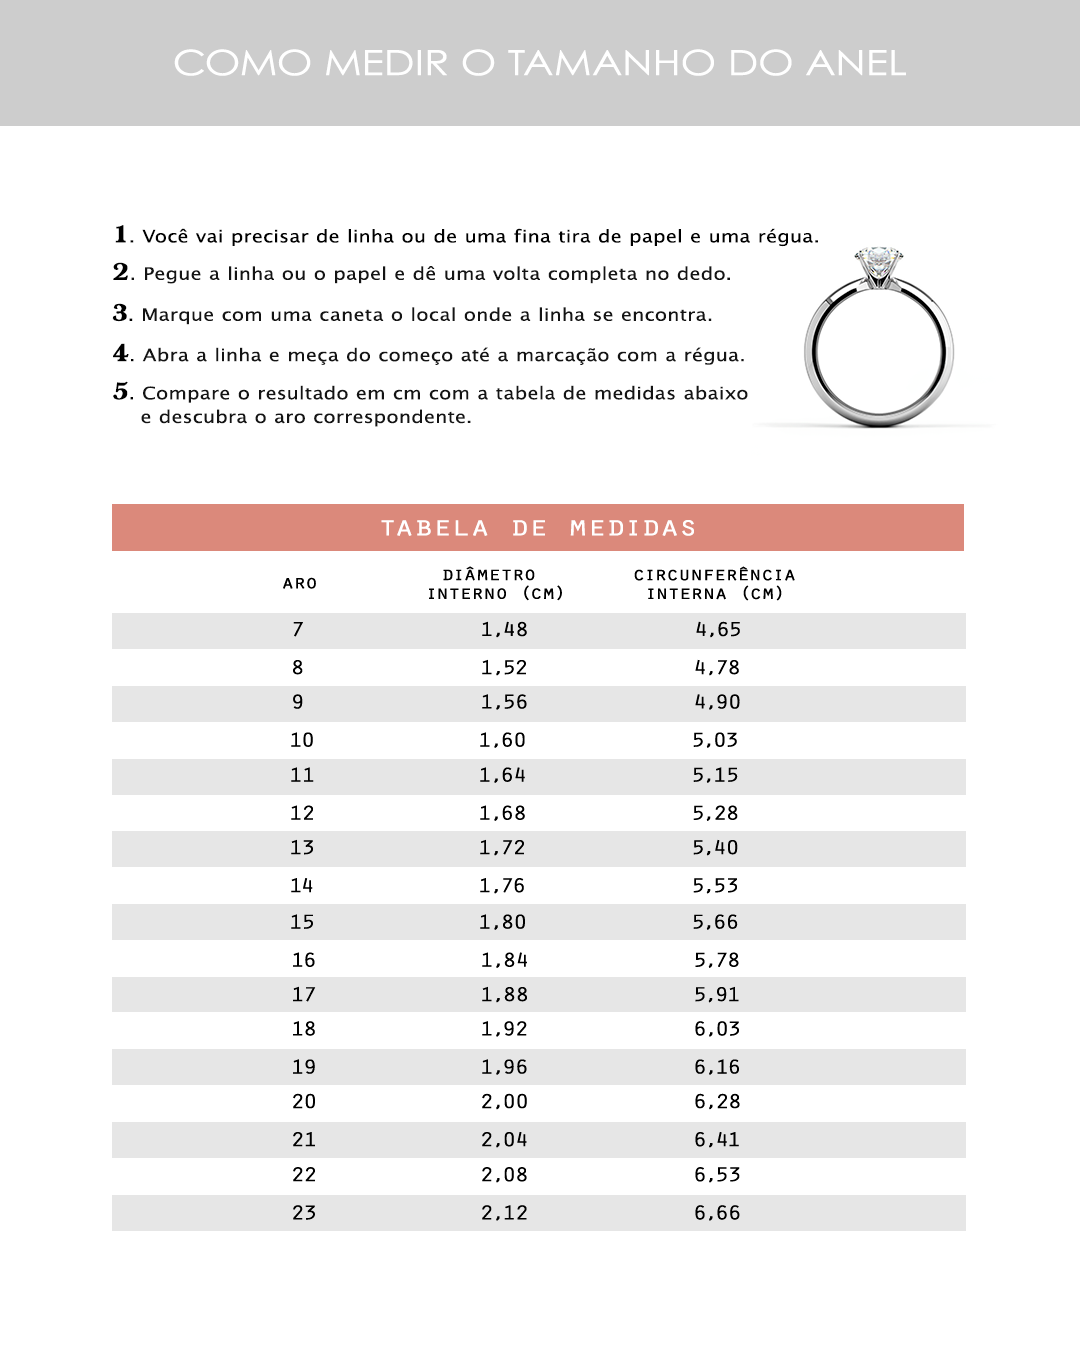 COMO MEDIR O TAMANHO DO ANEL
1. Você vai precisar de linha ou de uma fina tira de papel e uma régua.
2. Pegue a linha ou o papel e dê uma volta completa no dedo.
3. Marque com uma caneta o local onde a linha se encontra.
4. Abra a linha e meça do começo até a marcação com a régua.
5. Compare o resultado em cm com a tabela de medidas abaixo
e descubra o aro correspondente.
TABELA DE MEDIDAS
ARO DIÂMETRO INTERNO (CM) CIRCUNFERÊNCIA INTERNA (CM)
7 1,48 4,65
8 1,52 4,78
9 1,56 4,90
10 1,60 5,03
11 1,64 5,15
12 1,68 5,28
13 1,72 5,40
14 1,76 5,53
15 1,80 5,66
16 1,84 5,78
17 1,88 5,91
18 1,92 6,03
19 1,96 6,16
20 2,00 6,28
21 2,04 6,41
22 2,08 6,53
23 2,12 6,66